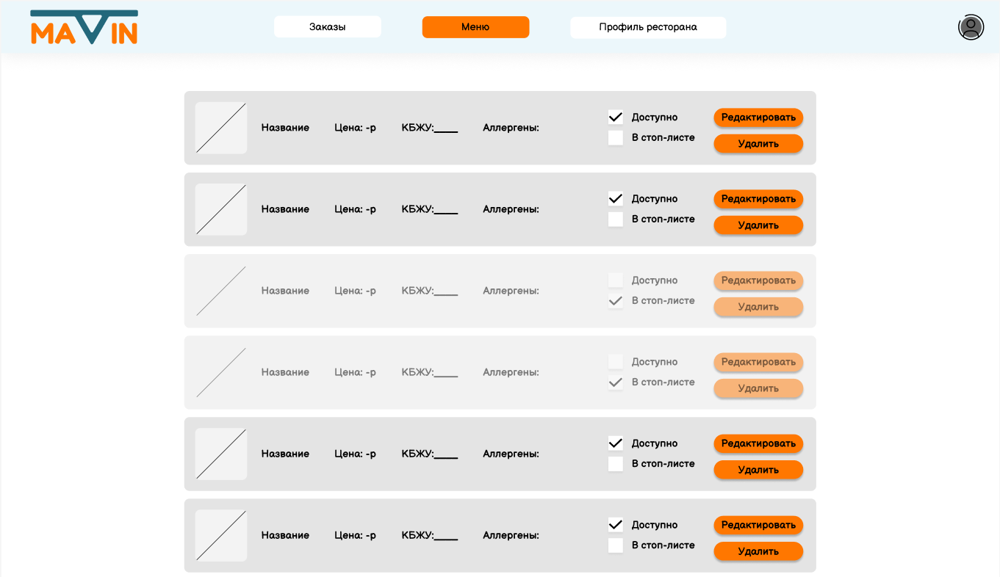 MAVIN
Заказы
Меню
Профиль ресторана
Название Цена: -р КБЖУ:____ Аллергены:
Доступно
В стоп-листе
Редактировать
Удалить
Название Цена: -р КБЖУ:____ Аллергены:
Доступно
В стоп-листе
Редактировать
Удалить
Название Цена: -р КБЖУ:____ Аллергены:
Доступно
В стоп-листе
Редактировать
Удалить
Название Цена: -р КБЖУ:____ Аллергены:
Доступно
В стоп-листе
Редактировать
Удалить
Название Цена: -р КБЖУ:____ Аллергены:
Доступно
В стоп-листе
Редактировать
Удалить
Название Цена: -р КБЖУ:____ Аллергены:
Доступно
В стоп-листе
Редактировать
Удалить